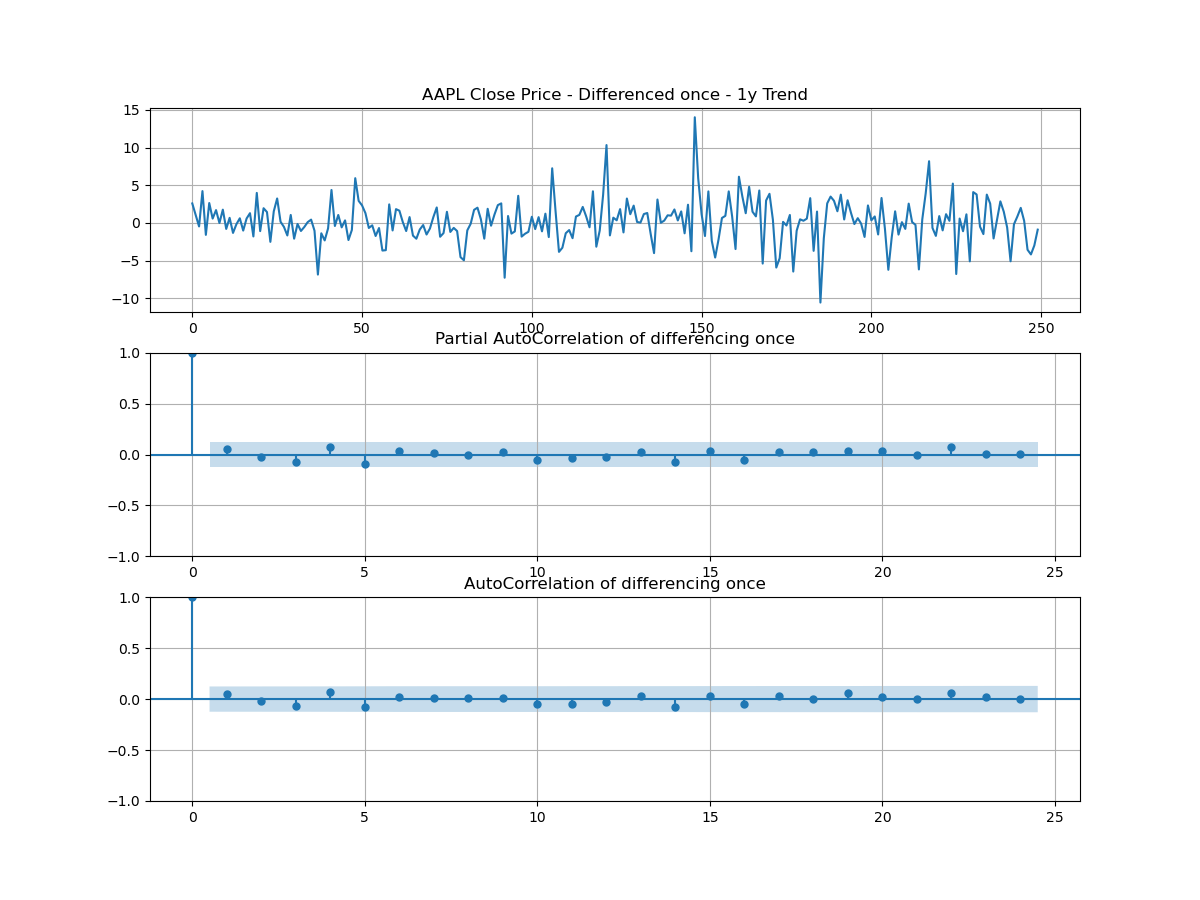 AAPL Close Price - Differenced once - 1y Trend
15
10
5
0
−5
−10
0 50 100 150 200 250
Partial AutoCorrelation of differencing once
1.0
0.5
0.0
−0.5
−1.0
0 5 10 15 20 25
AutoCorrelation of differencing once
1.0
0.5
0.0
−0.5
−1.0
0 5 10 15 20 25